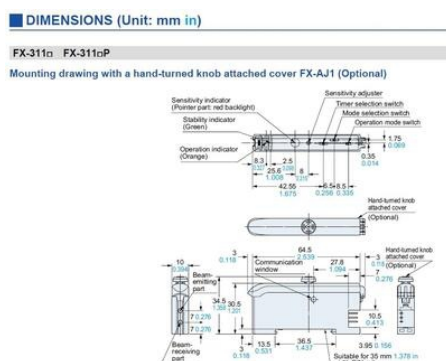 DIMENSIONS (Unit: mm in)
FX-311□ FX-311□P
Mounting drawing with a hand-turned knob attached cover FX-AJ1 (Optional)
Sensitivity adjuster
Timer selection switch
Mode selection switch
Operation mode switch
Sensitivity indicator
(Pointer part: red backlight)
Stability indicator
(Green)
Operation indicator
(Orange)
1.75
0.069
0.35
0.014
8.3
2.5
25.6
1.008
8
6.5
8.5
0.256
0.335
42.55
1.675
Hand-turned knob
attached cover
(Optional)
3
0.118
64.5
2.539
3
Hand-turned knob
attached cover
(Optional)
10
0.394
Beam-
emitting
part
Communication
window
27.8
1.094
7
0.276
34.5
30.5
7 0.276
7 0.276
10.5
0.413
Beam-
receiving
part
3
0.118
13.5
0.531
36.5
1.437
3.95 0.156
Suitable for 35 mm 1.378 in